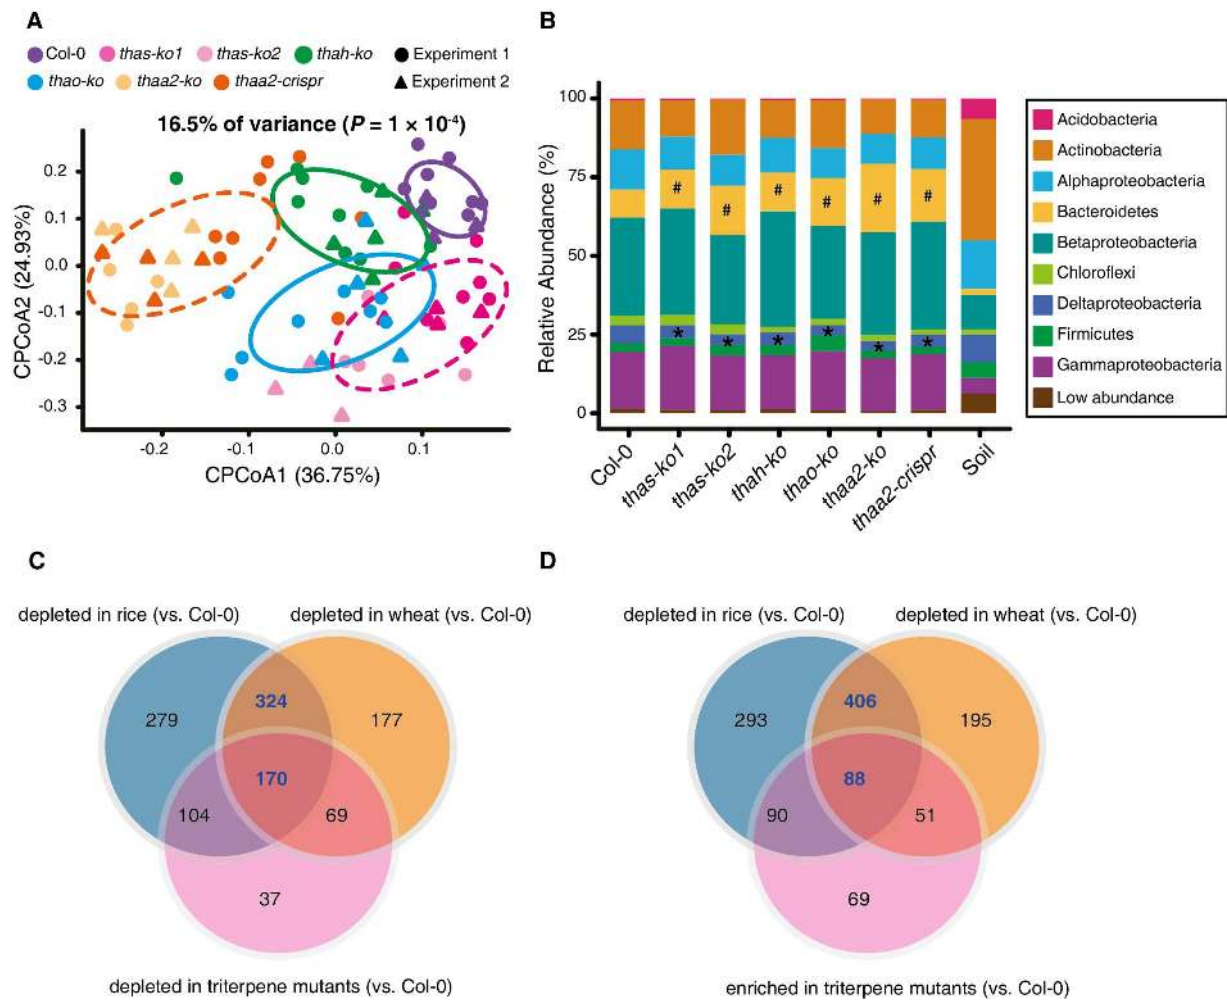 A
Col-0 thas-ko1 thas-ko2 thah-ko Experiment 1
thao-ko thaa2-ko thaa2-crispr Experiment 2
16.5% of variance (P = 1 × 10⁻⁴)
CPCoA2 (24.93%)
0.2
0.1
0.0
-0.1
-0.2
-0.3
-0.2 -0.1 0.0 0.1
CPCoA1 (36.75%)
B
Relative Abundance (%)
100
75
50
25
0
# # # # # #
* * * * * *
Col-0
thas-ko1
thas-ko2
thah-ko
thao-ko
thaa2-ko
thaa2-crispr
Soil
Acidobacteria
Actinobacteria
Alphaproteobacteria
Bacteroidetes
Betaproteobacteria
Chloroflexi
Deltaproteobacteria
Firmicutes
Gammaproteobacteria
Low abundance
C
depleted in rice (vs. Col-0) depleted in wheat (vs. Col-0)
324
279 177
170
104 69
37
depleted in triterpene mutants (vs. Col-0)
D
depleted in rice (vs. Col-0) depleted in wheat (vs. Col-0)
406
293 195
88
90 51
69
enriched in triterpene mutants (vs. Col-0)